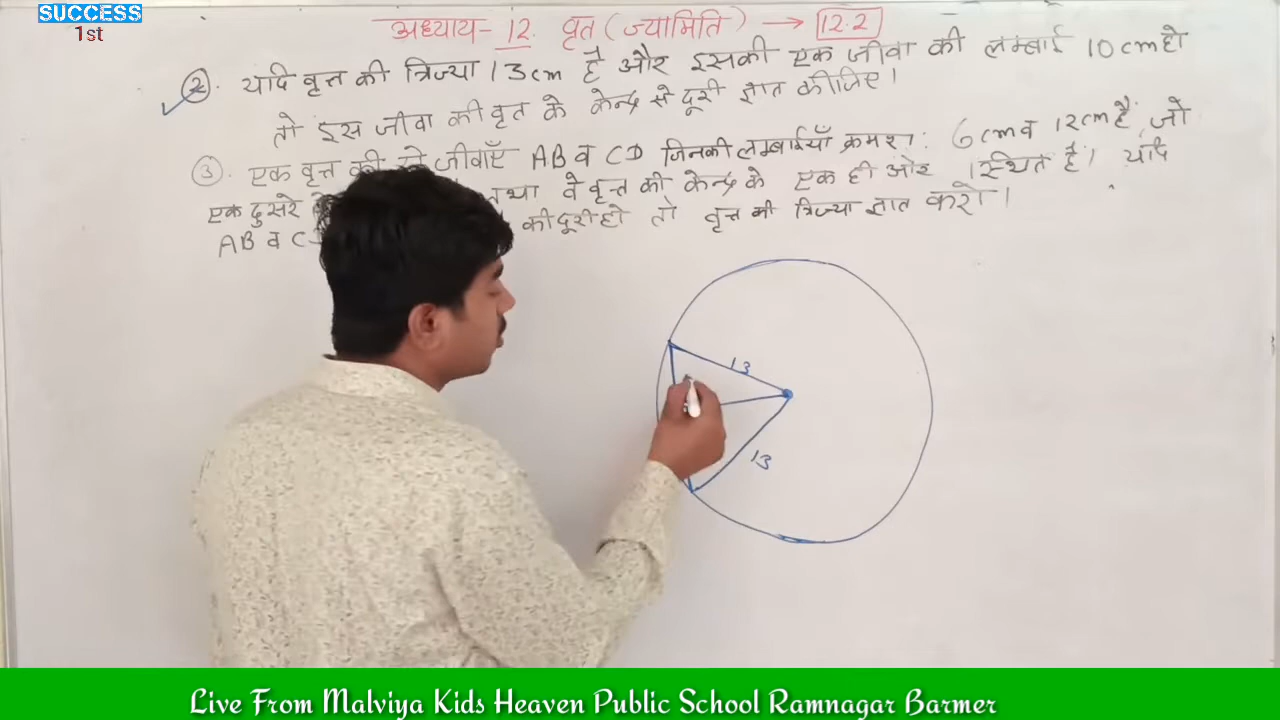 SUCCESS
1st
अध्याय- 12. वृत (ज्यामिति) → 12.2
2. यदि वृत्त की त्रिज्या 13cm है और इसकी एक जीवा की लम्बाई 10cm हो
तो इस जीवा की वृत के केन्द्र से दूरी ज्ञात कीजिए।
3. एक वृत्त की जीवाएँ AB व CD जिनकी लम्बाईयाँ क्रमश: 6cm व 12cm है, जो
एक दुसरे तथा वे वृत्त की केन्द्र के एक ही ओर स्थित है। यदि
AB व की दूरी हो तो वृत्त की त्रिज्या ज्ञात करो।
13
13
Live From Malviya Kids Heaven Public School Ramnagar Barmer